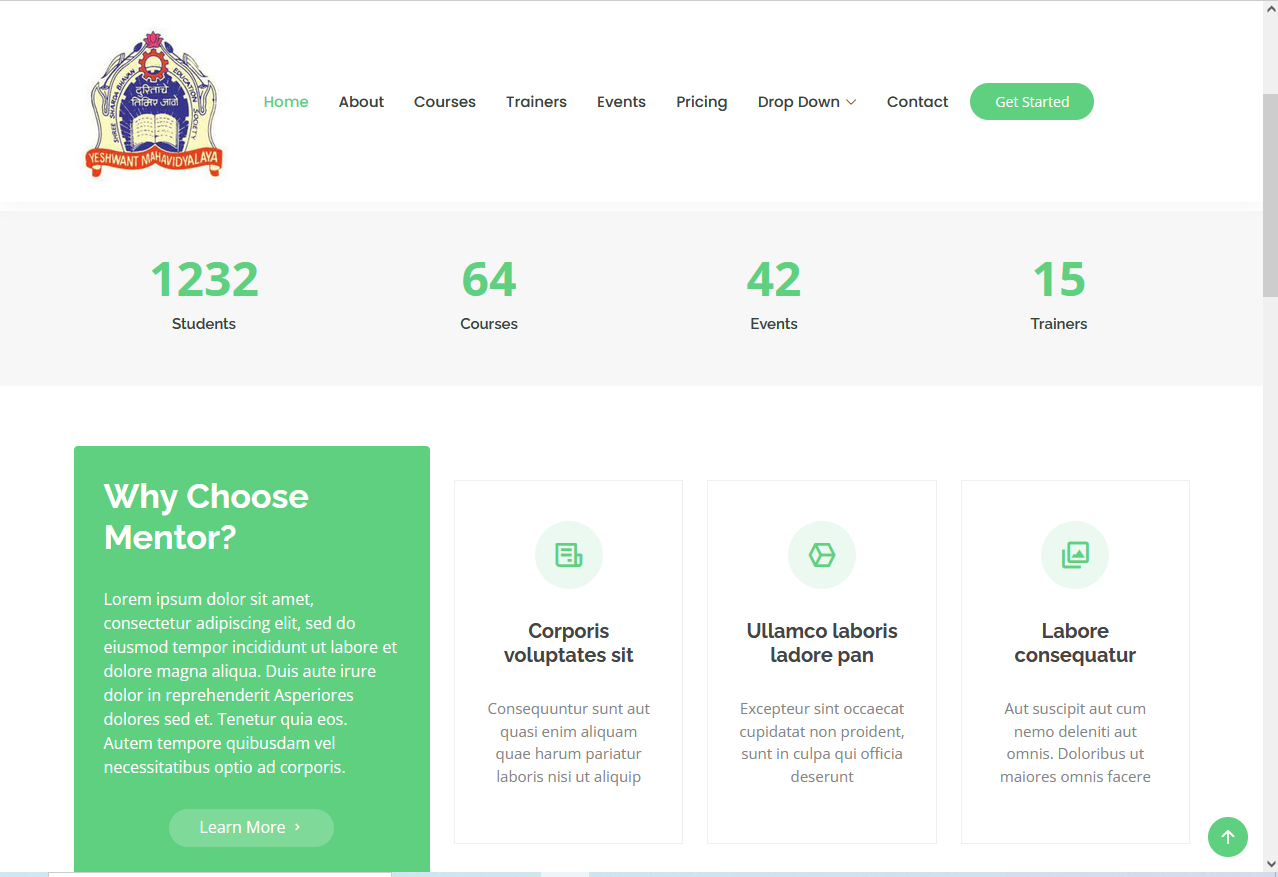 SHREE SHARDA BHAVAN EDUCATION SOCIETY
दुरितांचे
तिमिर जावो
YESHWANT MAHAVIDYALAYA
Home About Courses Trainers Events Pricing Drop Down Contact Get Started
1232 64 42 15
Students Courses Events Trainers
Why Choose
Mentor?
Lorem ipsum dolor sit amet,
consectetur adipiscing elit, sed do
eiusmod tempor incididunt ut labore et
dolore magna aliqua. Duis aute irure
dolor in reprehenderit Asperiores
dolores sed et. Tenetur quia eos.
Autem tempore quibusdam vel
necessitatibus optio ad corporis.
Learn More
Corporis
voluptates sit
Consequuntur sunt aut
quasi enim aliquam
quae harum pariatur
laboris nisi ut aliquip
Ullamco laboris
ladore pan
Excepteur sint occaecat
cupidatat non proident,
sunt in culpa qui officia
deserunt
Labore
consequatur
Aut suscipit aut cum
nemo deleniti aut
omnis. Doloribus ut
maiores omnis facere